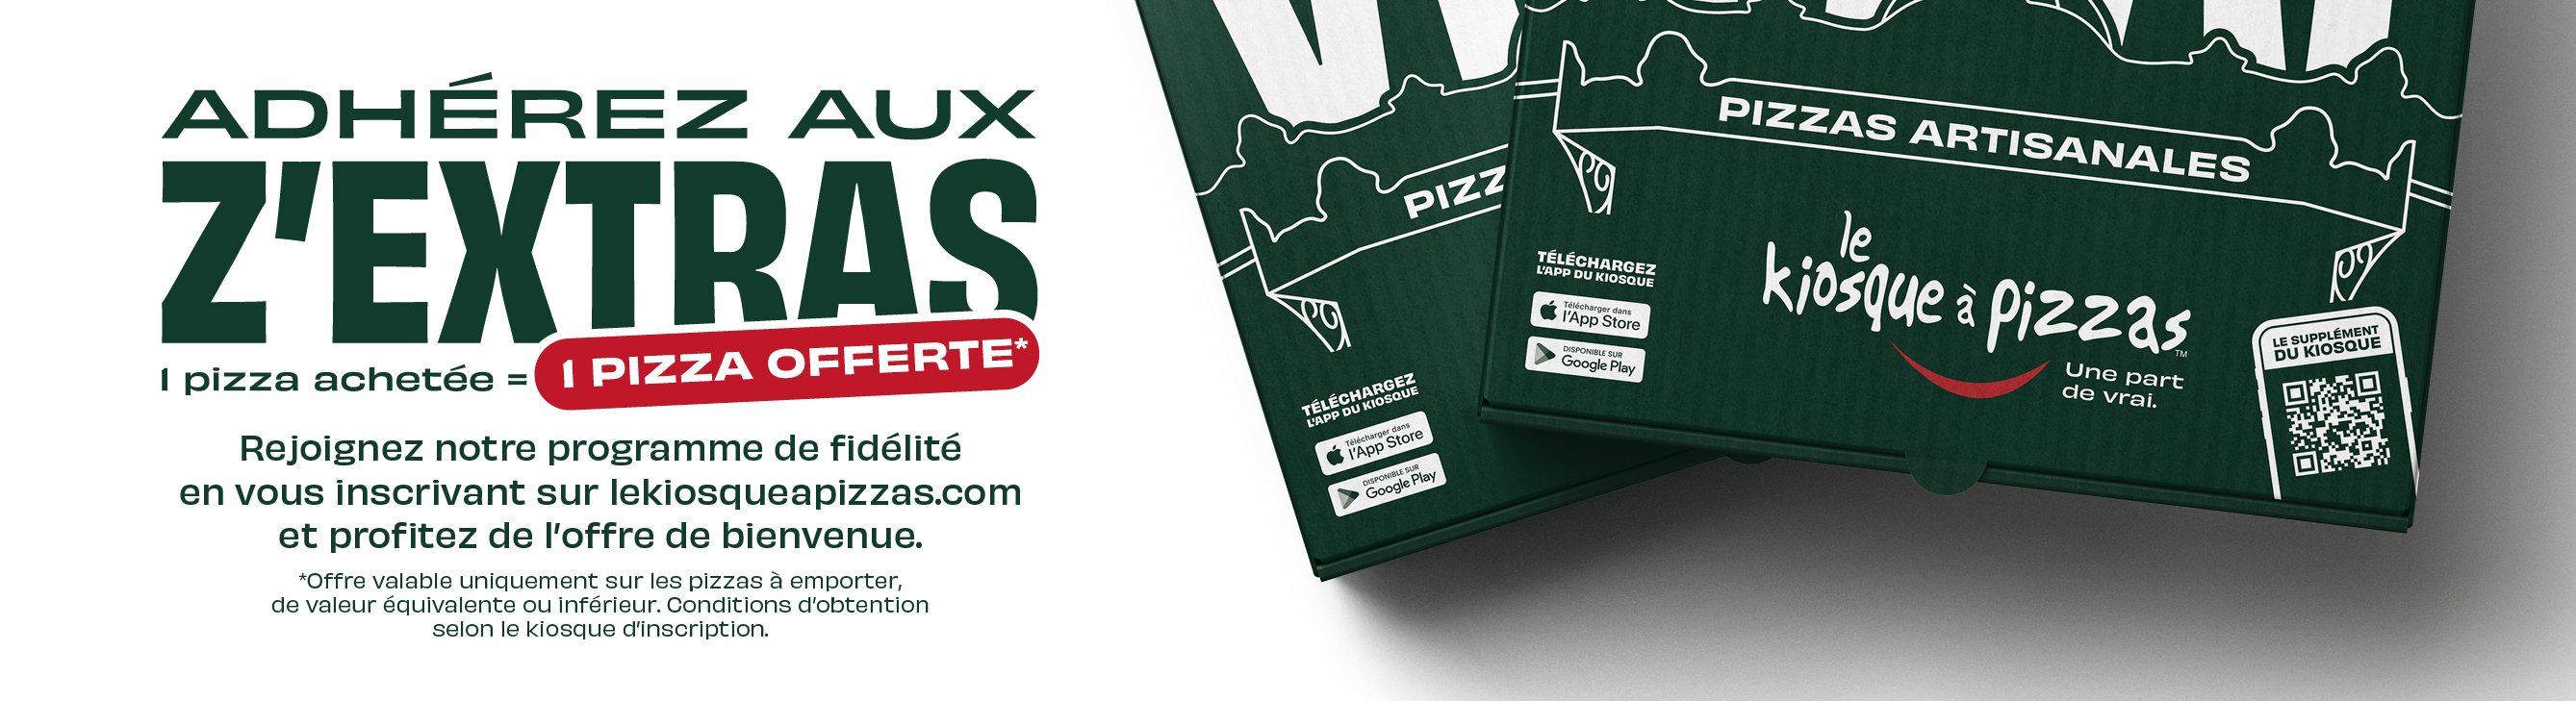 ADHÉREZ AUX
Z'EXTRAS
1 pizza achetée = 1 PIZZA OFFERTE*
Rejoignez notre programme de fidélité
en vous inscrivant sur lekiosqueapizzas.com
et profitez de l'offre de bienvenue.
*Offre valable uniquement sur les pizzas à emporter,
de valeur équivalente ou inférieur. Conditions d'obtention
selon le kiosque d'inscription.
PIZZ
TÉLÉCHARGEZ
L'APP DU KIOSQUE
Télécharger dans
l'App Store
DISPONIBLE SUR
Google Play
PIZZAS ARTISANALES
TÉLÉCHARGEZ
L'APP DU KIOSQUE
Télécharger dans
l'App Store
DISPONIBLE SUR
Google Play
le
kiosque à pizzas
TM
Une part
de vrai.
LE SUPPLÉMENT
DU KIOSQUE